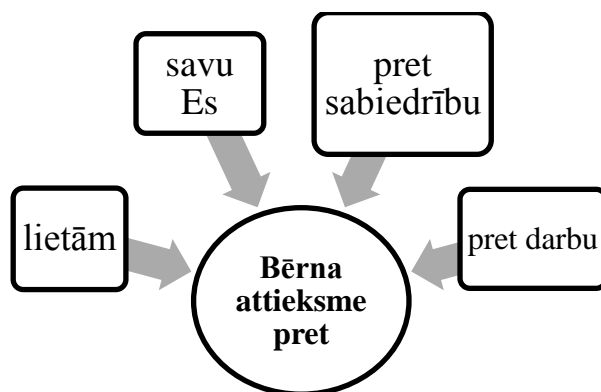 savu
Es
pret
sabiedrību
lietām
pret darbu
Bērna
attieksme
pret